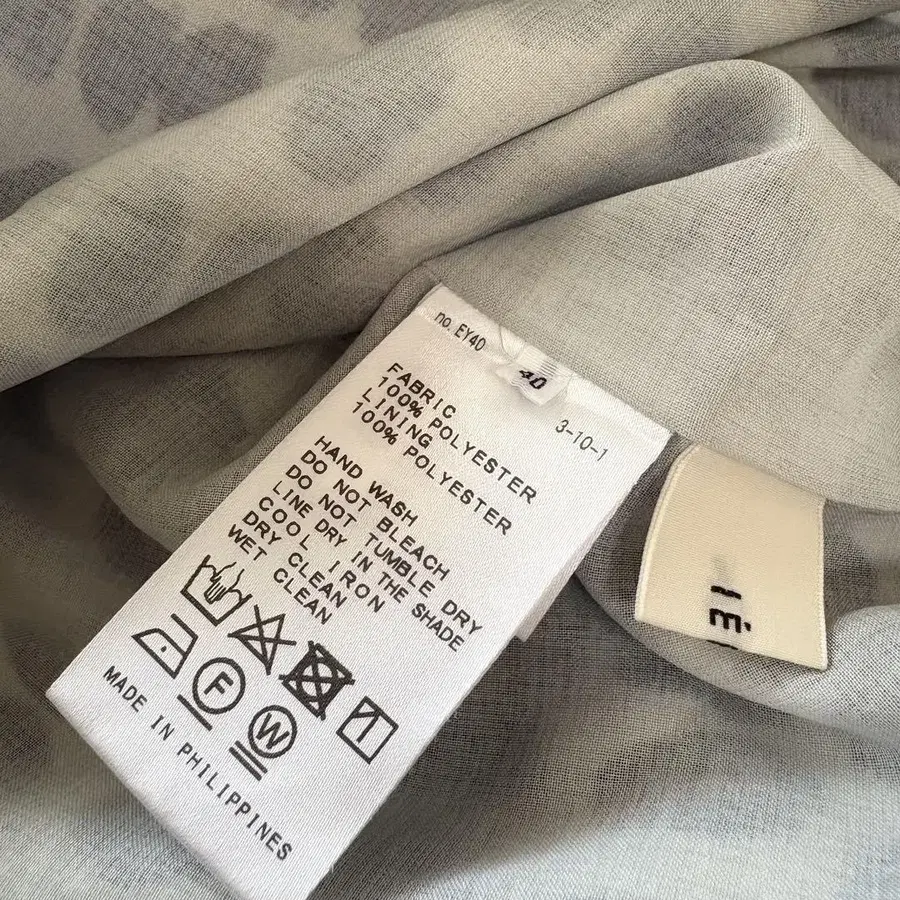 no. EY40
40
3-10-1
FABRIC
100% POLYESTER
LINING
100% POLYESTER
HAND WASH
DO NOT BLEACH
DO NOT TUMBLE DRY
LINE DRY IN THE SHADE
COOL IRON
DRY CLEAN
WET CLEAN
F
W
MADE IN PHILIPPINES